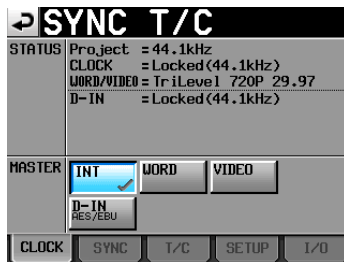 SYNC T/C
STATUS Project =44.1kHz
CLOCK =Locked(44.1kHz)
WORD/VIDEO=TriLevel 720P 29.97
D-IN =Locked(44.1kHz)
MASTER INT WORD VIDEO
D-IN
AES/EBU
CLOCK SYNC T/C SETUP I/O